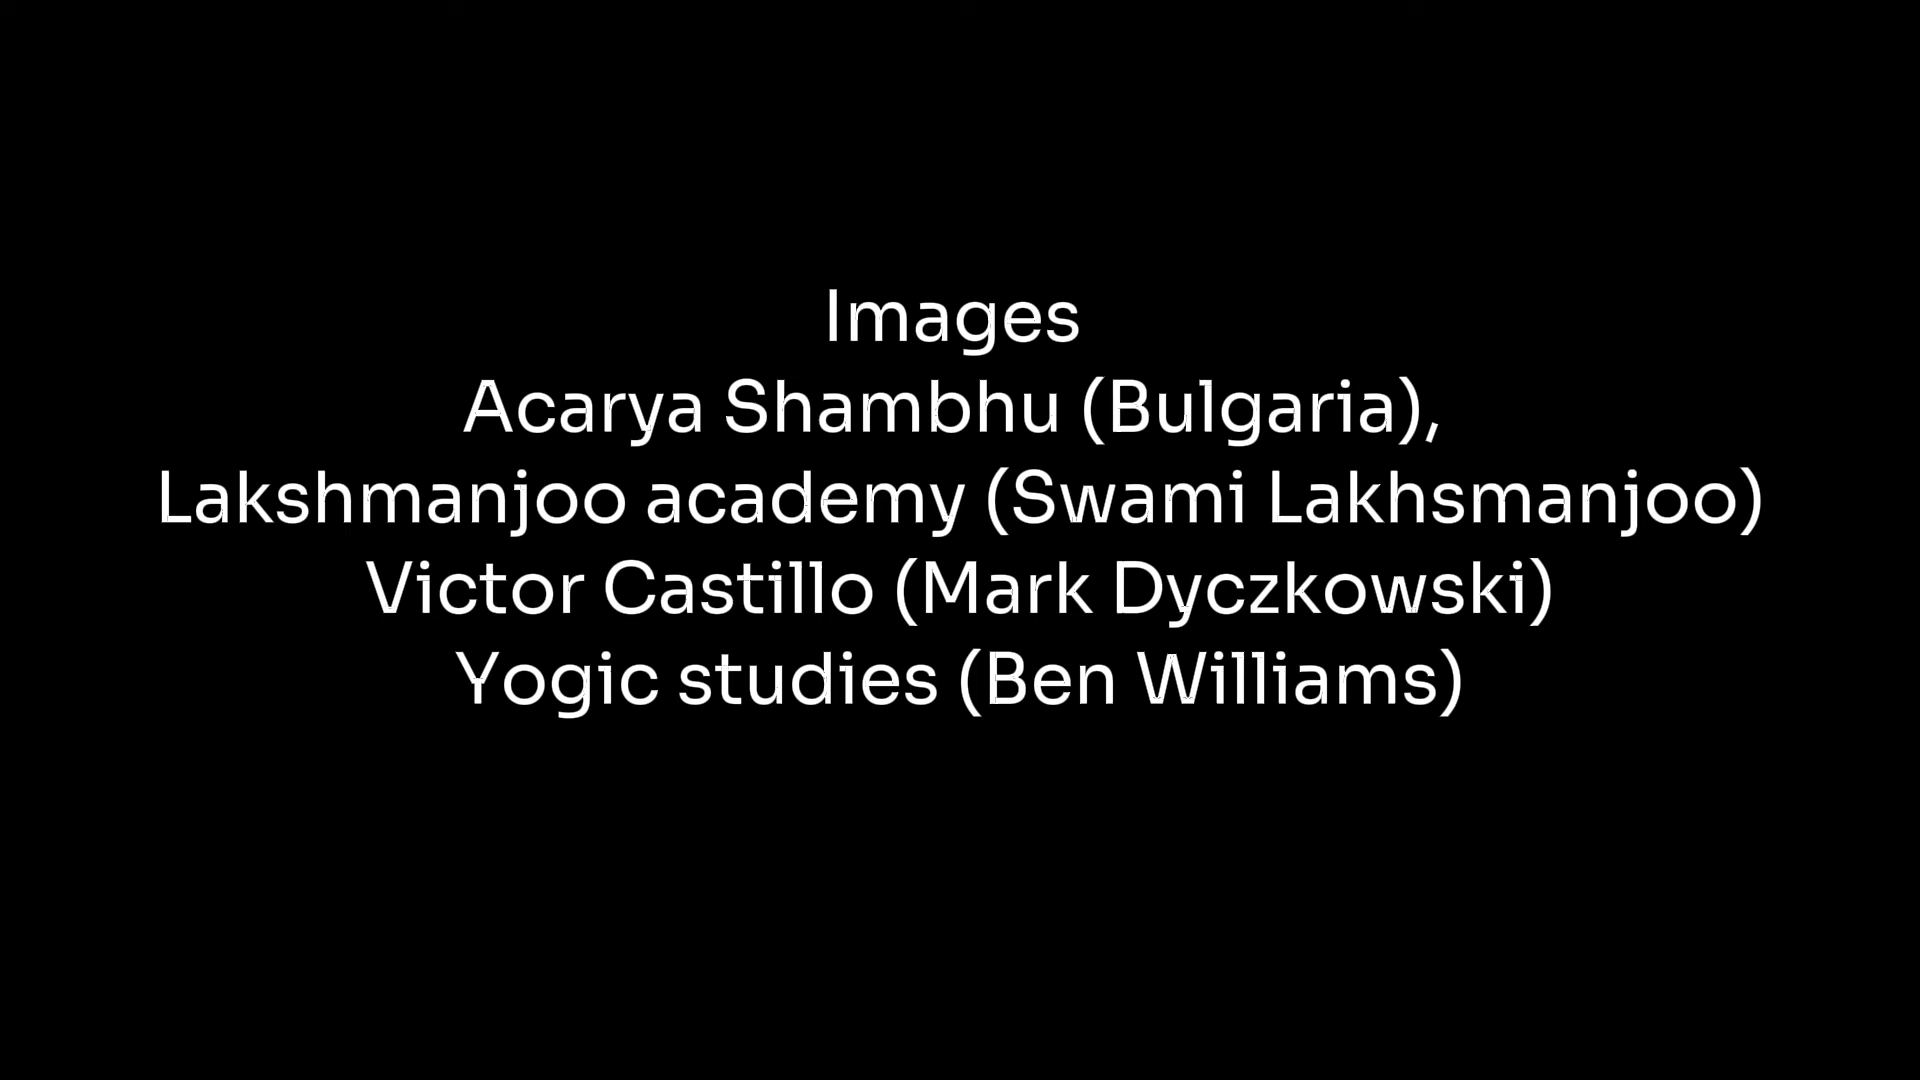 Images
Acarya Shambhu (Bulgaria),
Lakshmanjoo academy (Swami Lakhsmanjoo)
Victor Castillo (Mark Dyczkowski)
Yogic studies (Ben Williams)